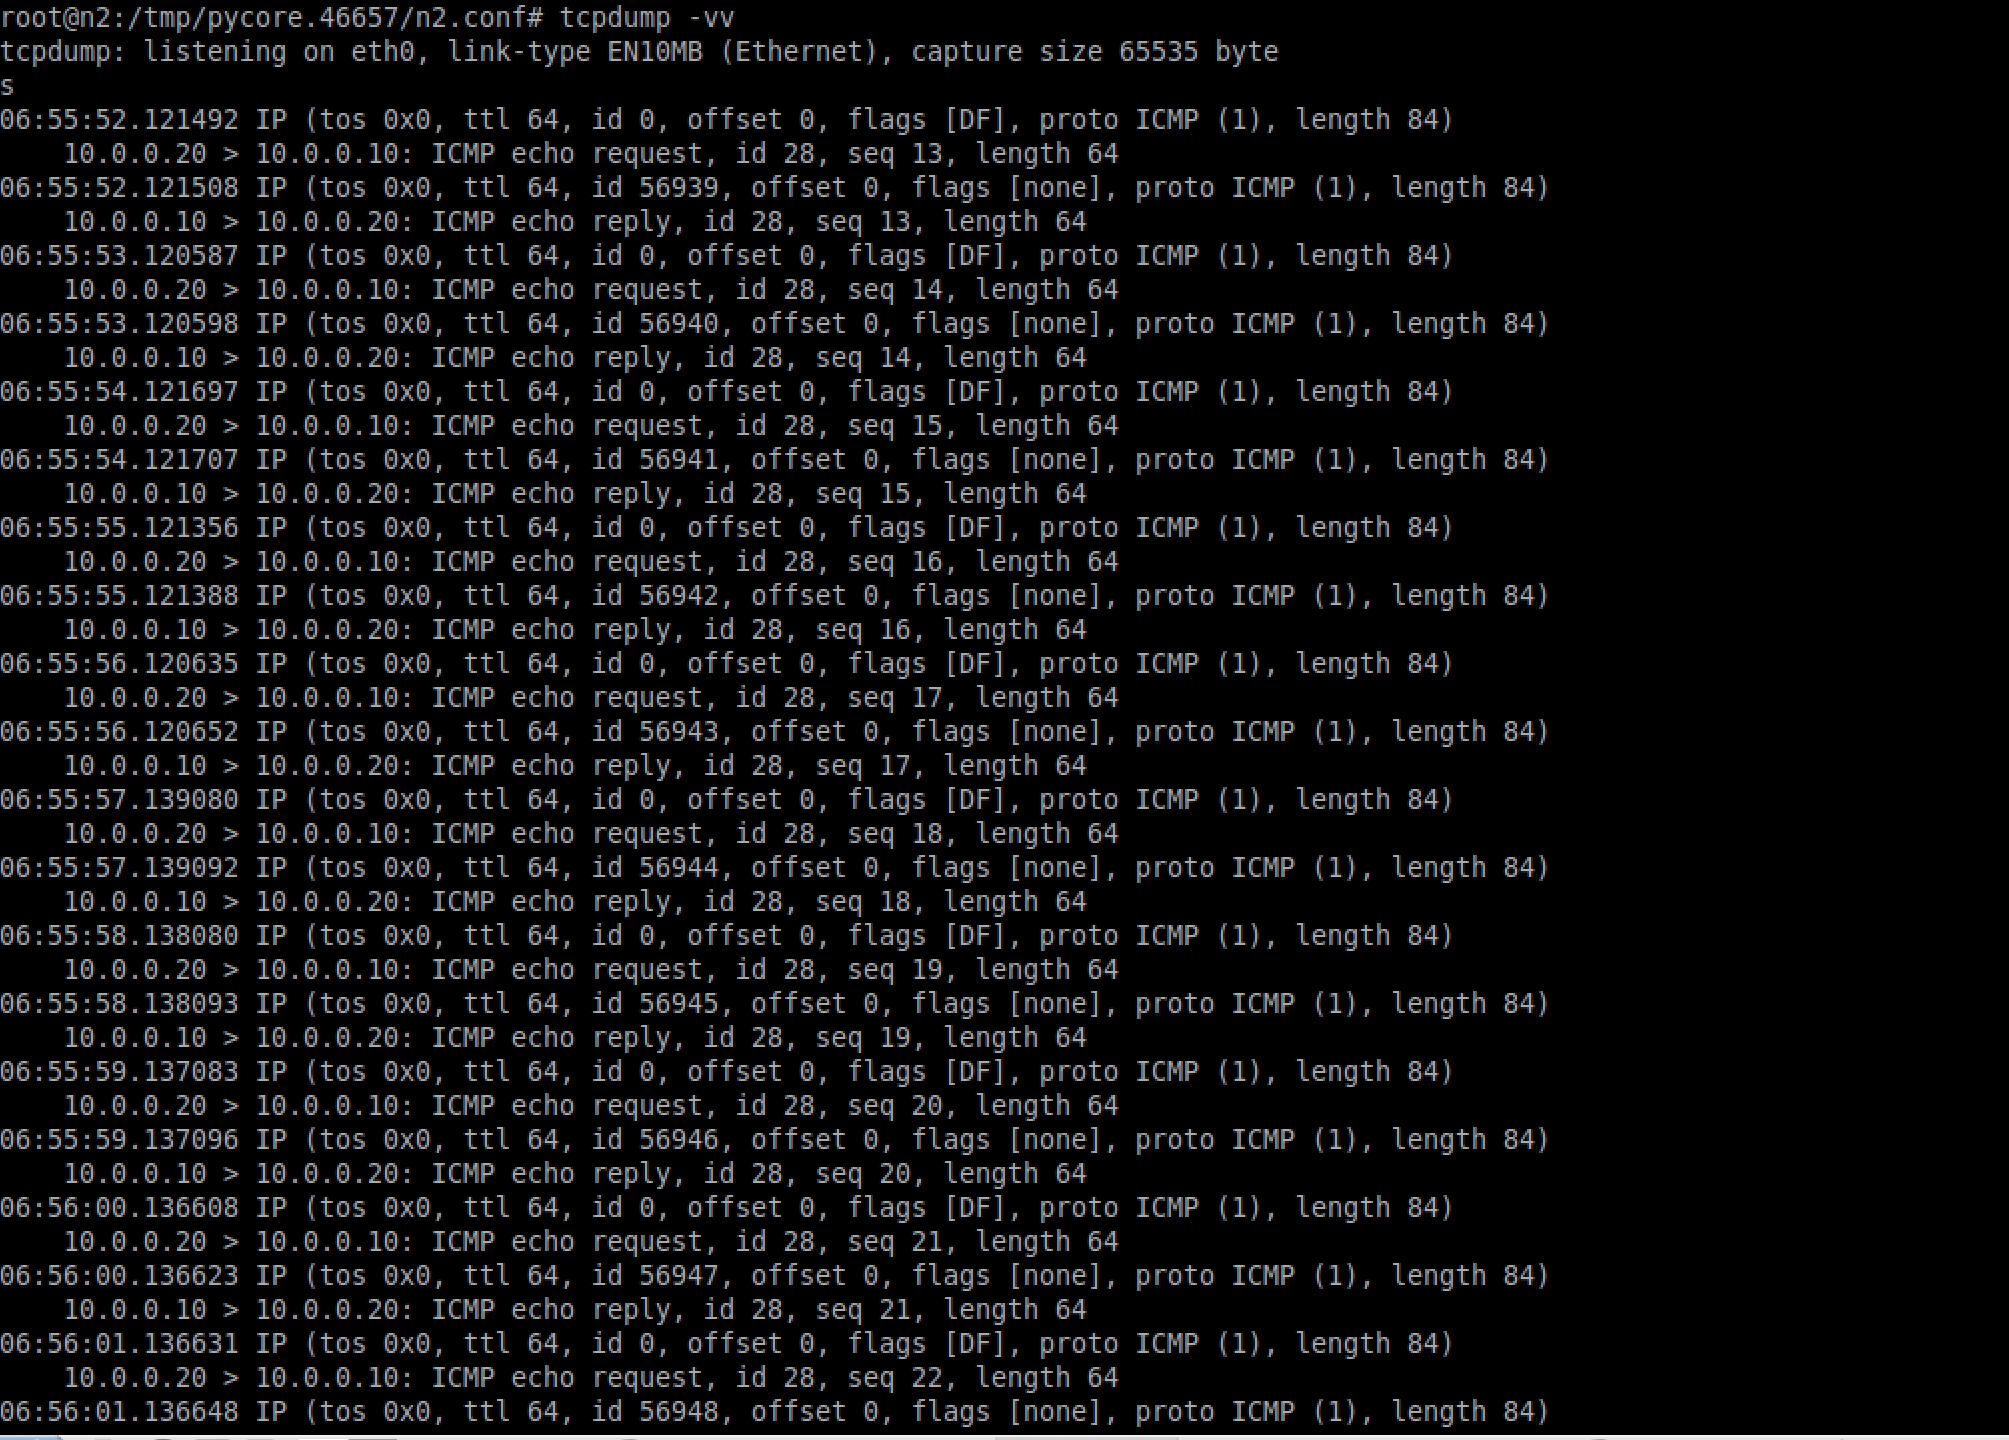 root@n2:/tmp/pycore.46657/n2.conf# tcpdump -vv
tcpdump: listening on eth0, link-type EN10MB (Ethernet), capture size 65535 byte
s
06:55:52.121492 IP (tos 0x0, ttl 64, id 0, offset 0, flags [DF], proto ICMP (1), length 84)
    10.0.0.20 > 10.0.0.10: ICMP echo request, id 28, seq 13, length 64
06:55:52.121508 IP (tos 0x0, ttl 64, id 56939, offset 0, flags [none], proto ICMP (1), length 84)
    10.0.0.10 > 10.0.0.20: ICMP echo reply, id 28, seq 13, length 64
06:55:53.120587 IP (tos 0x0, ttl 64, id 0, offset 0, flags [DF], proto ICMP (1), length 84)
    10.0.0.20 > 10.0.0.10: ICMP echo request, id 28, seq 14, length 64
06:55:53.120598 IP (tos 0x0, ttl 64, id 56940, offset 0, flags [none], proto ICMP (1), length 84)
    10.0.0.10 > 10.0.0.20: ICMP echo reply, id 28, seq 14, length 64
06:55:54.121697 IP (tos 0x0, ttl 64, id 0, offset 0, flags [DF], proto ICMP (1), length 84)
    10.0.0.20 > 10.0.0.10: ICMP echo request, id 28, seq 15, length 64
06:55:54.121707 IP (tos 0x0, ttl 64, id 56941, offset 0, flags [none], proto ICMP (1), length 84)
    10.0.0.10 > 10.0.0.20: ICMP echo reply, id 28, seq 15, length 64
06:55:55.121356 IP (tos 0x0, ttl 64, id 0, offset 0, flags [DF], proto ICMP (1), length 84)
    10.0.0.20 > 10.0.0.10: ICMP echo request, id 28, seq 16, length 64
06:55:55.121388 IP (tos 0x0, ttl 64, id 56942, offset 0, flags [none], proto ICMP (1), length 84)
    10.0.0.10 > 10.0.0.20: ICMP echo reply, id 28, seq 16, length 64
06:55:56.120635 IP (tos 0x0, ttl 64, id 0, offset 0, flags [DF], proto ICMP (1), length 84)
    10.0.0.20 > 10.0.0.10: ICMP echo request, id 28, seq 17, length 64
06:55:56.120652 IP (tos 0x0, ttl 64, id 56943, offset 0, flags [none], proto ICMP (1), length 84)
    10.0.0.10 > 10.0.0.20: ICMP echo reply, id 28, seq 17, length 64
06:55:57.139080 IP (tos 0x0, ttl 64, id 0, offset 0, flags [DF], proto ICMP (1), length 84)
    10.0.0.20 > 10.0.0.10: ICMP echo request, id 28, seq 18, length 64
06:55:57.139092 IP (tos 0x0, ttl 64, id 56944, offset 0, flags [none], proto ICMP (1), length 84)
    10.0.0.10 > 10.0.0.20: ICMP echo reply, id 28, seq 18, length 64
06:55:58.138080 IP (tos 0x0, ttl 64, id 0, offset 0, flags [DF], proto ICMP (1), length 84)
    10.0.0.20 > 10.0.0.10: ICMP echo request, id 28, seq 19, length 64
06:55:58.138093 IP (tos 0x0, ttl 64, id 56945, offset 0, flags [none], proto ICMP (1), length 84)
    10.0.0.10 > 10.0.0.20: ICMP echo reply, id 28, seq 19, length 64
06:55:59.137083 IP (tos 0x0, ttl 64, id 0, offset 0, flags [DF], proto ICMP (1), length 84)
    10.0.0.20 > 10.0.0.10: ICMP echo request, id 28, seq 20, length 64
06:55:59.137096 IP (tos 0x0, ttl 64, id 56946, offset 0, flags [none], proto ICMP (1), length 84)
    10.0.0.10 > 10.0.0.20: ICMP echo reply, id 28, seq 20, length 64
06:56:00.136608 IP (tos 0x0, ttl 64, id 0, offset 0, flags [DF], proto ICMP (1), length 84)
    10.0.0.20 > 10.0.0.10: ICMP echo request, id 28, seq 21, length 64
06:56:00.136623 IP (tos 0x0, ttl 64, id 56947, offset 0, flags [none], proto ICMP (1), length 84)
    10.0.0.10 > 10.0.0.20: ICMP echo reply, id 28, seq 21, length 64
06:56:01.136631 IP (tos 0x0, ttl 64, id 0, offset 0, flags [DF], proto ICMP (1), length 84)
    10.0.0.20 > 10.0.0.10: ICMP echo request, id 28, seq 22, length 64
06:56:01.136648 IP (tos 0x0, ttl 64, id 56948, offset 0, flags [none], proto ICMP (1), length 84)